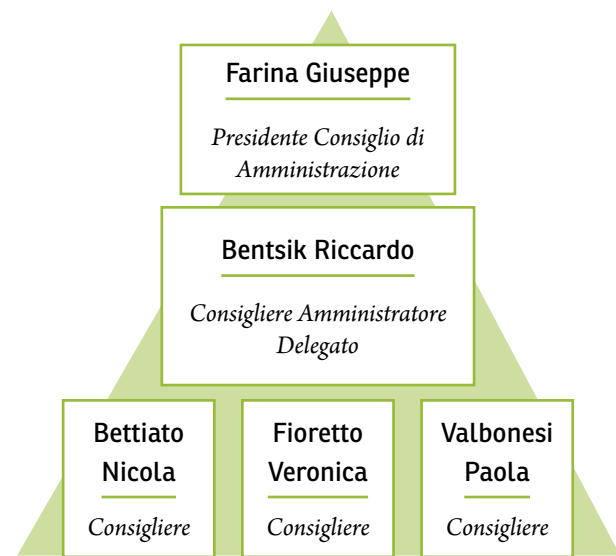 Farina Giuseppe
Presidente Consiglio di
Amministrazione
Bentsik Riccardo
Consigliere Amministratore
Delegato
Bettiato
Nicola
Consigliere
Fioretto
Veronica
Consigliere
Valbonesi
Paola
Consigliere